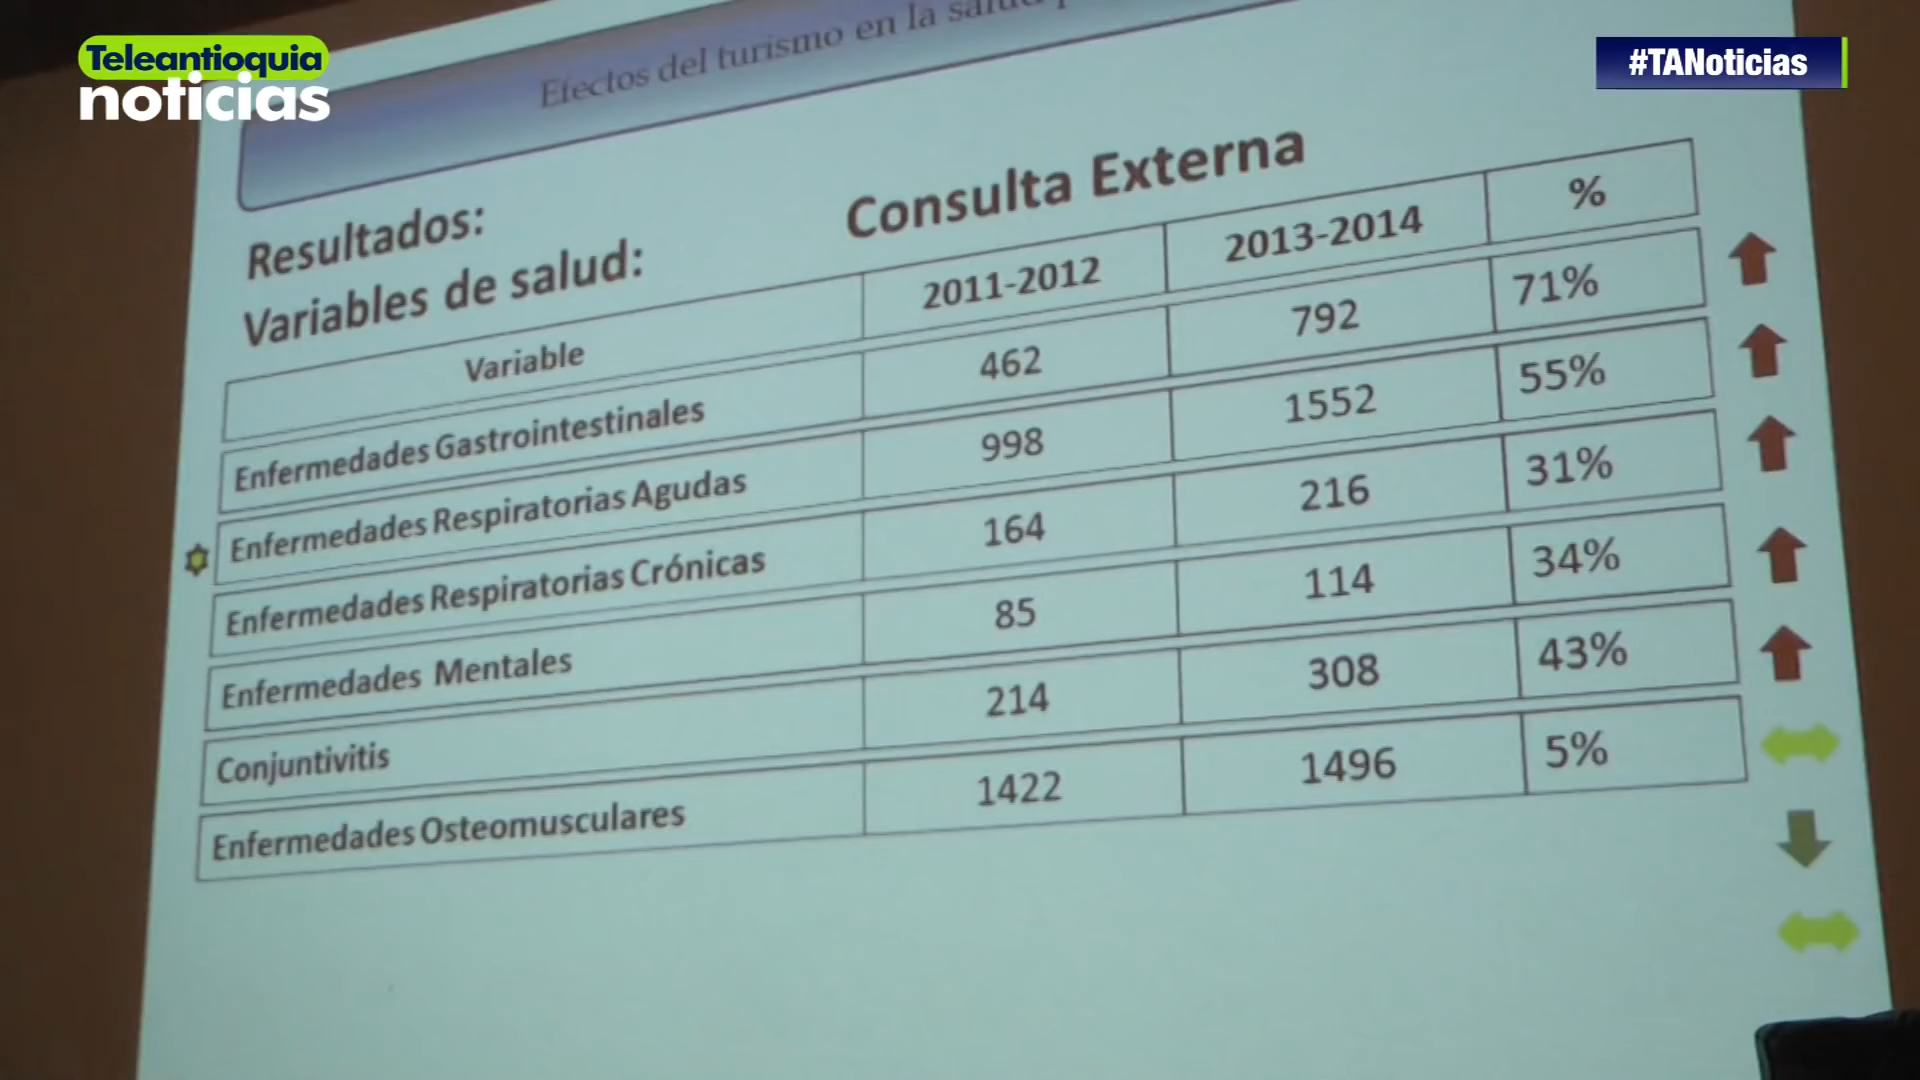 Teleantioquia
noticias
#TANoticias
Efectos del turismo en la salud
Resultados:
Variables de salud:
Consulta Externa
Variable 2011-2012 2013-2014 %
Enfermedades Gastrointestinales 462 792 71%
Enfermedades Respiratorias Agudas 998 1552 55%
Enfermedades Respiratorias Crónicas 164 216 31%
Enfermedades Mentales 85 114 34%
Conjuntivitis 214 308 43%
Enfermedades Osteomusculares 1422 1496 5%